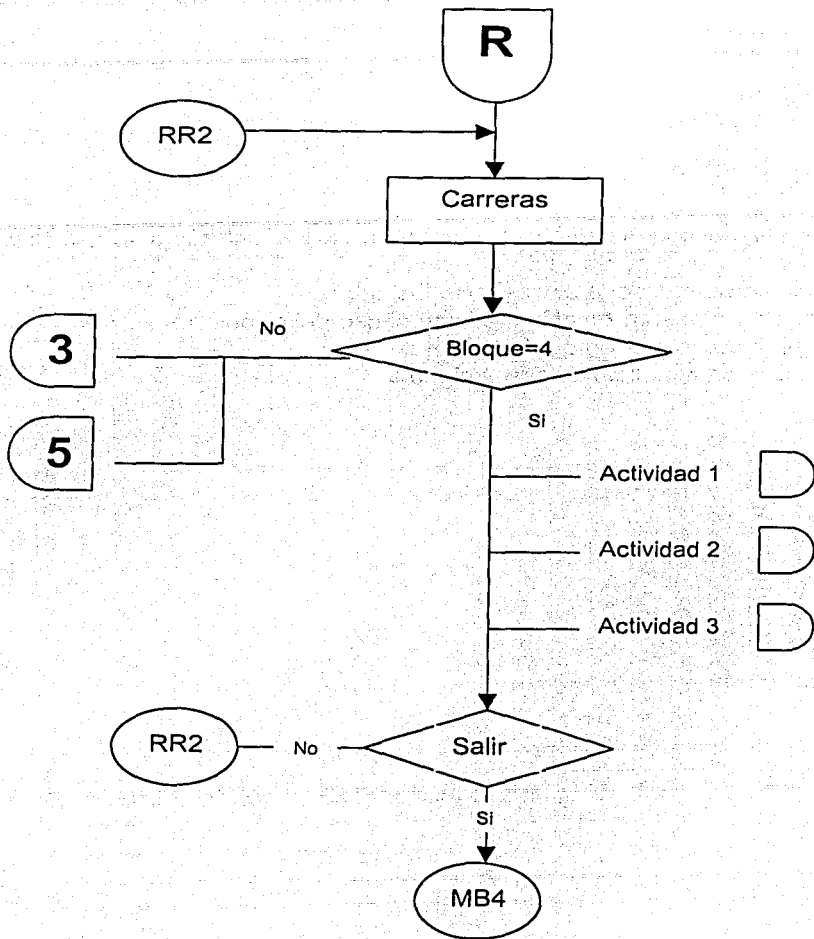 R
RR2
Carreras
No
3
Bloque=4
Si
5
Actividad 1
Actividad 2
Actividad 3
RR2
No
Salir
Si
MB4